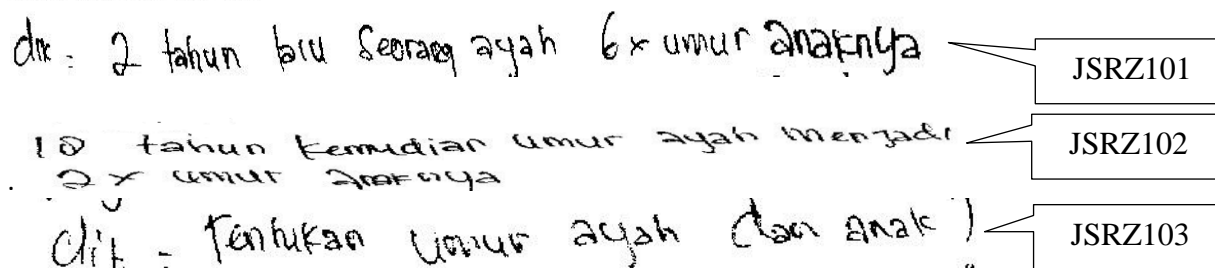 dik : 2 tahun lalu Seorang ayah 6x umur anaknya
JSRZ101
10 tahun kemudian umur ayah menjadi
JSRZ102
2x umur anaknya
dit = Tentukan umur ayah dan anak !
JSRZ103